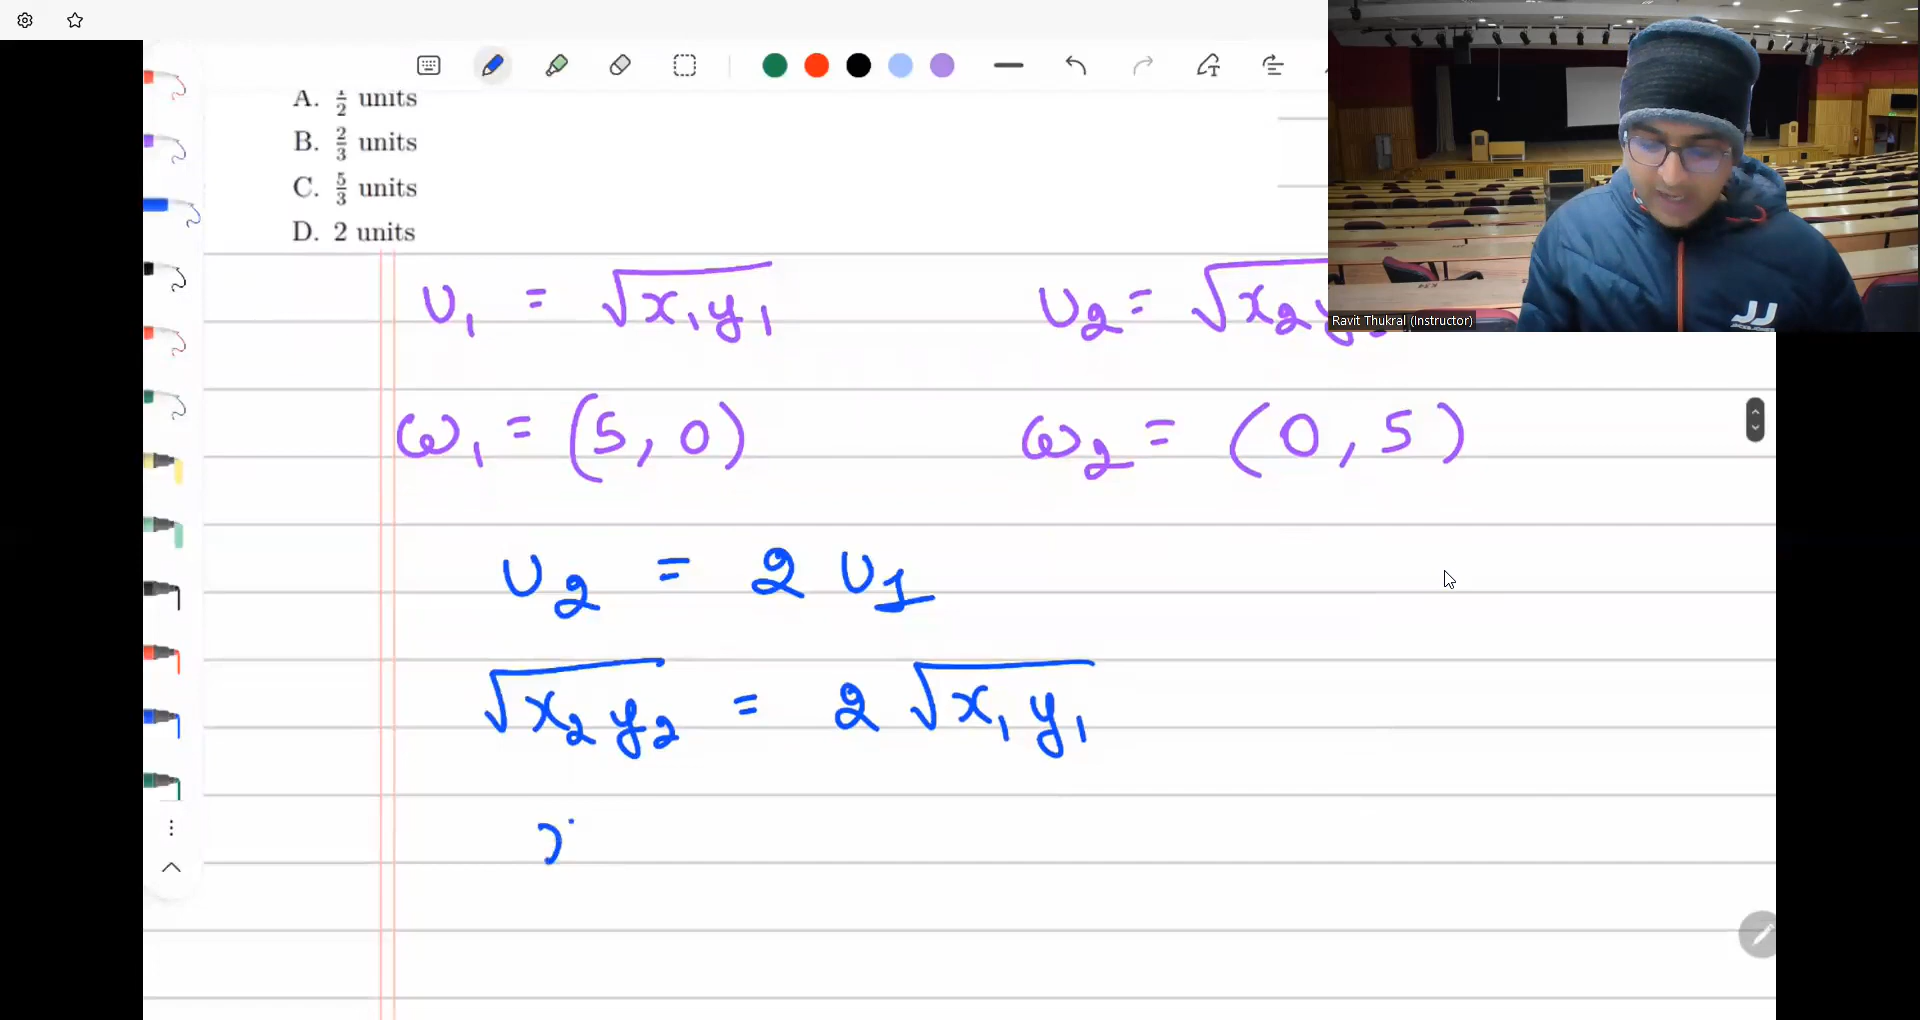 A. 1/2 units
B. 2/3 units
C. 5/3 units
D. 2 units
U₁ = √x₁y₁ U₂ = √x₂
ω₁ = (5, 0) ω₂ = (0, 5)
U₂ = 2 U₁
√x₂y₂ = 2 √x₁y₁
Ravit Thukral (Instructor)
JJ